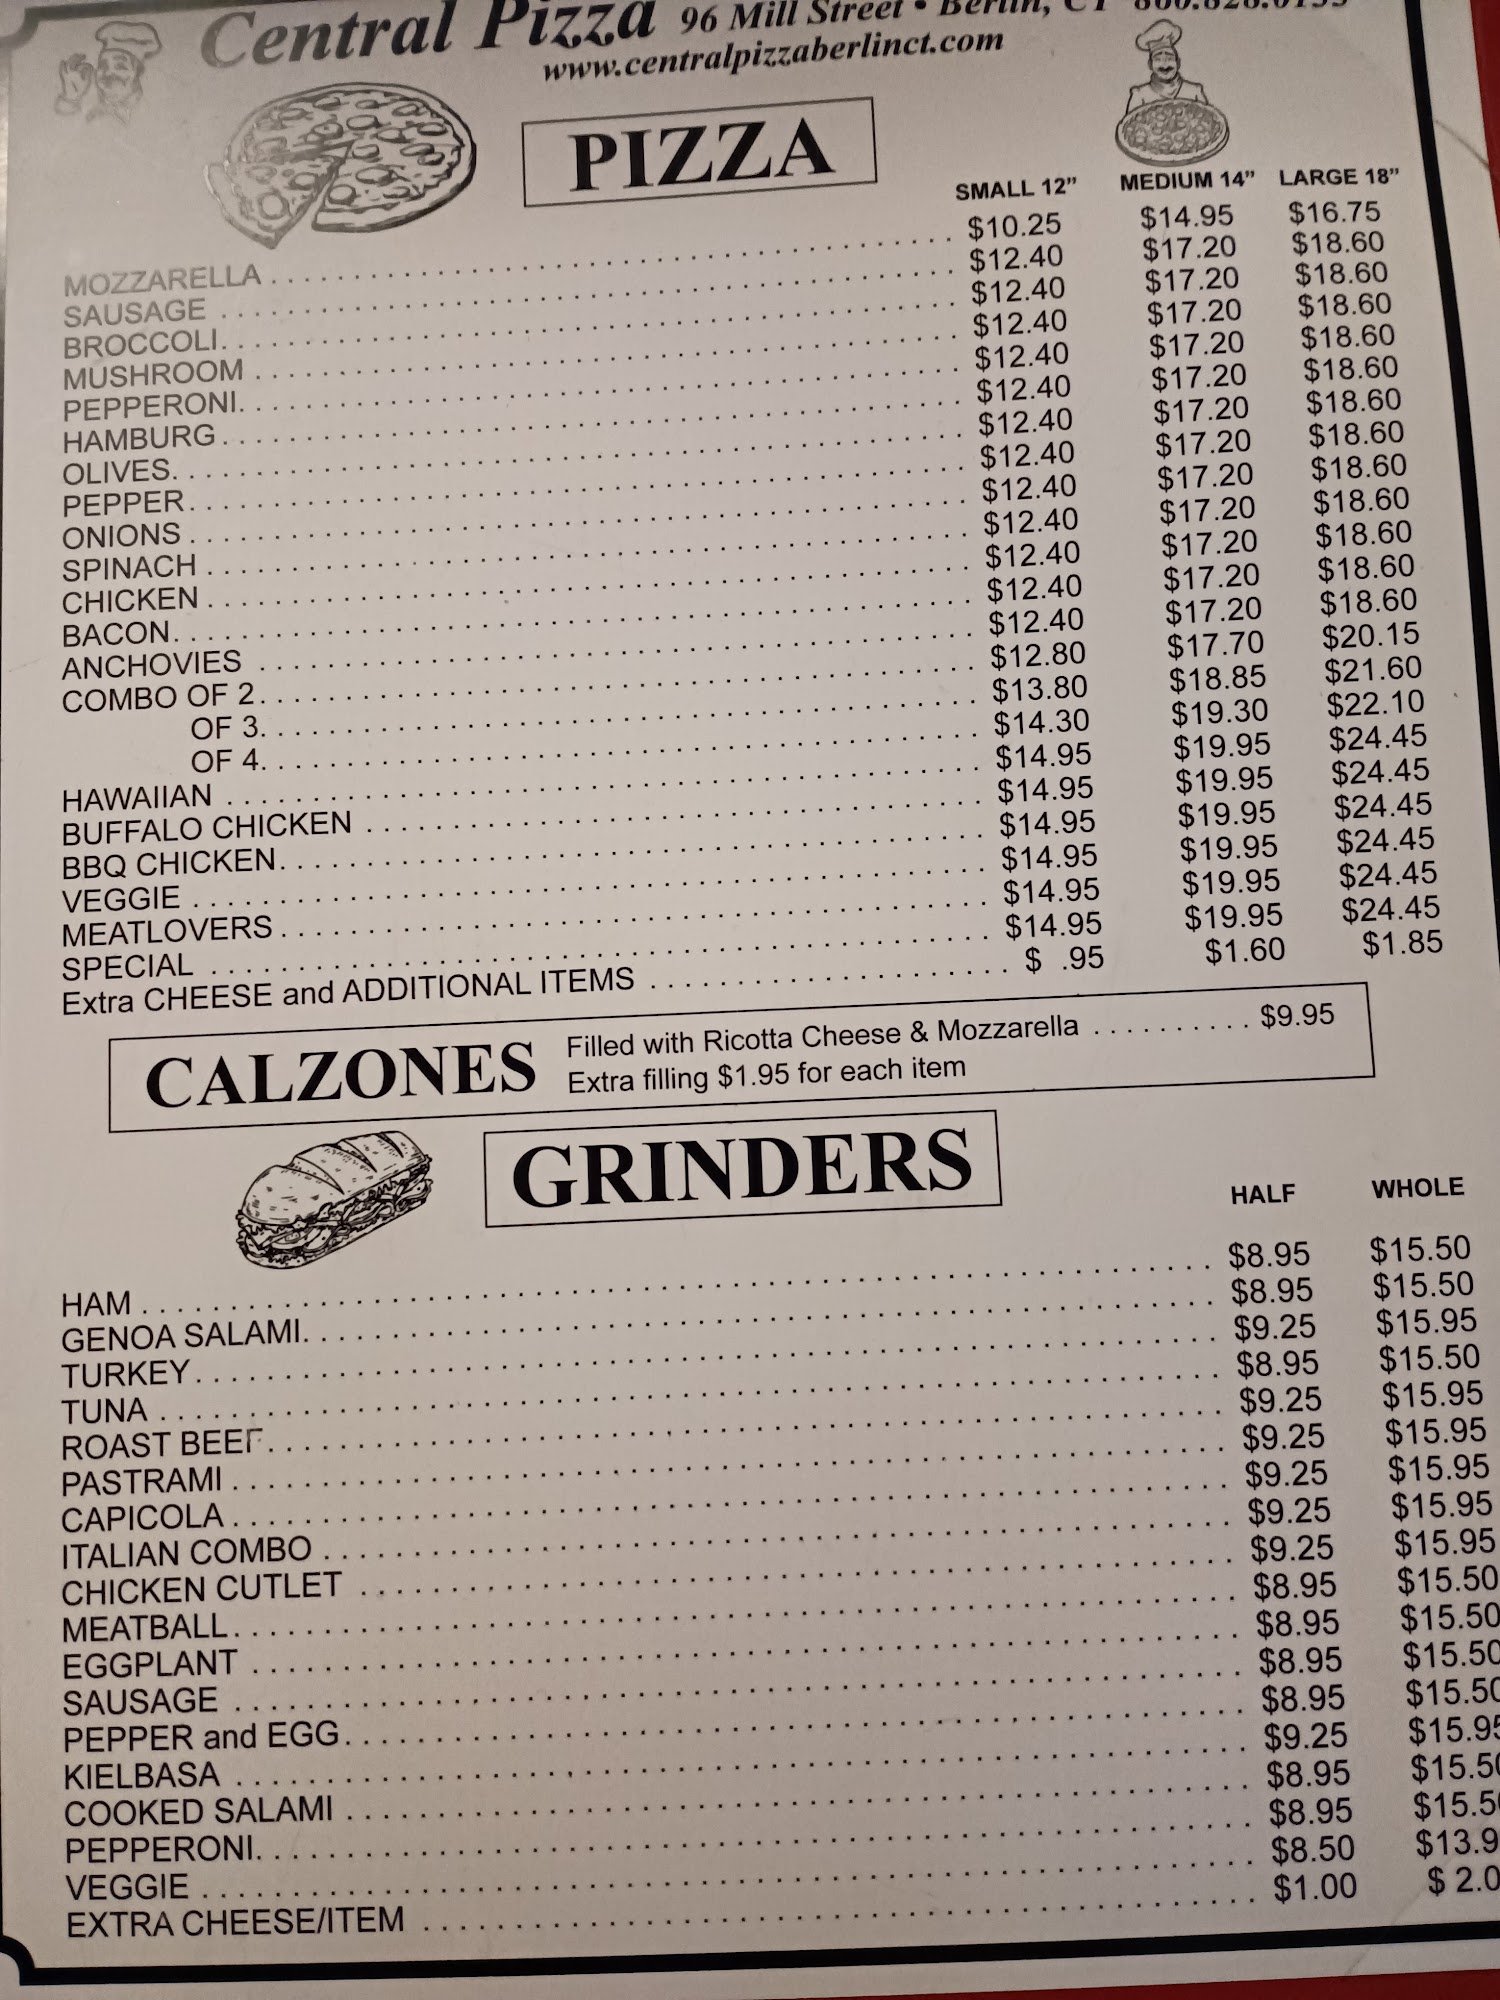 Central Pizza 96 Mill Street • Berlin, CT
www.centralpizzaberlinct.com
PIZZA
SMALL 12" MEDIUM 14" LARGE 18"
MOZZARELLA $10.25 $14.95 $16.75
SAUSAGE $12.40 $17.20 $18.60
BROCCOLI $12.40 $17.20 $18.60
MUSHROOM $12.40 $17.20 $18.60
PEPPERONI $12.40 $17.20 $18.60
HAMBURG $12.40 $17.20 $18.60
OLIVES $12.40 $17.20 $18.60
PEPPER $12.40 $17.20 $18.60
ONIONS $12.40 $17.20 $18.60
SPINACH $12.40 $17.20 $18.60
CHICKEN $12.40 $17.20 $18.60
BACON $12.40 $17.20 $18.60
ANCHOVIES $12.40 $17.20 $18.60
COMBO OF 2 $12.80 $17.70 $20.15
OF 3 $13.80 $18.85 $21.60
OF 4 $14.30 $19.30 $22.10
HAWAIIAN $14.95 $19.95 $24.45
BUFFALO CHICKEN $14.95 $19.95 $24.45
BBQ CHICKEN $14.95 $19.95 $24.45
VEGGIE $14.95 $19.95 $24.45
MEATLOVERS $14.95 $19.95 $24.45
SPECIAL $14.95 $19.95 $24.45
Extra CHEESE and ADDITIONAL ITEMS $ .95 $1.60 $1.85
CALZONES
Filled with Ricotta Cheese & Mozzarella $9.95
Extra filling $1.95 for each item
GRINDERS
HALF WHOLE
HAM $8.95 $15.50
GENOA SALAMI $8.95 $15.50
TURKEY $9.25 $15.95
TUNA $8.95 $15.50
ROAST BEEF $9.25 $15.95
PASTRAMI $9.25 $15.95
CAPICOLA $9.25 $15.95
ITALIAN COMBO $9.25 $15.95
CHICKEN CUTLET $9.25 $15.95
MEATBALL $8.95 $15.50
EGGPLANT $8.95 $15.50
SAUSAGE $8.95 $15.50
PEPPER and EGG $8.95 $15.50
KIELBASA $9.25 $15.95
COOKED SALAMI $8.95 $15.50
PEPPERONI $8.95 $15.5
VEGGIE $8.50 $13.9
EXTRA CHEESE/ITEM $1.00 $ 2.0